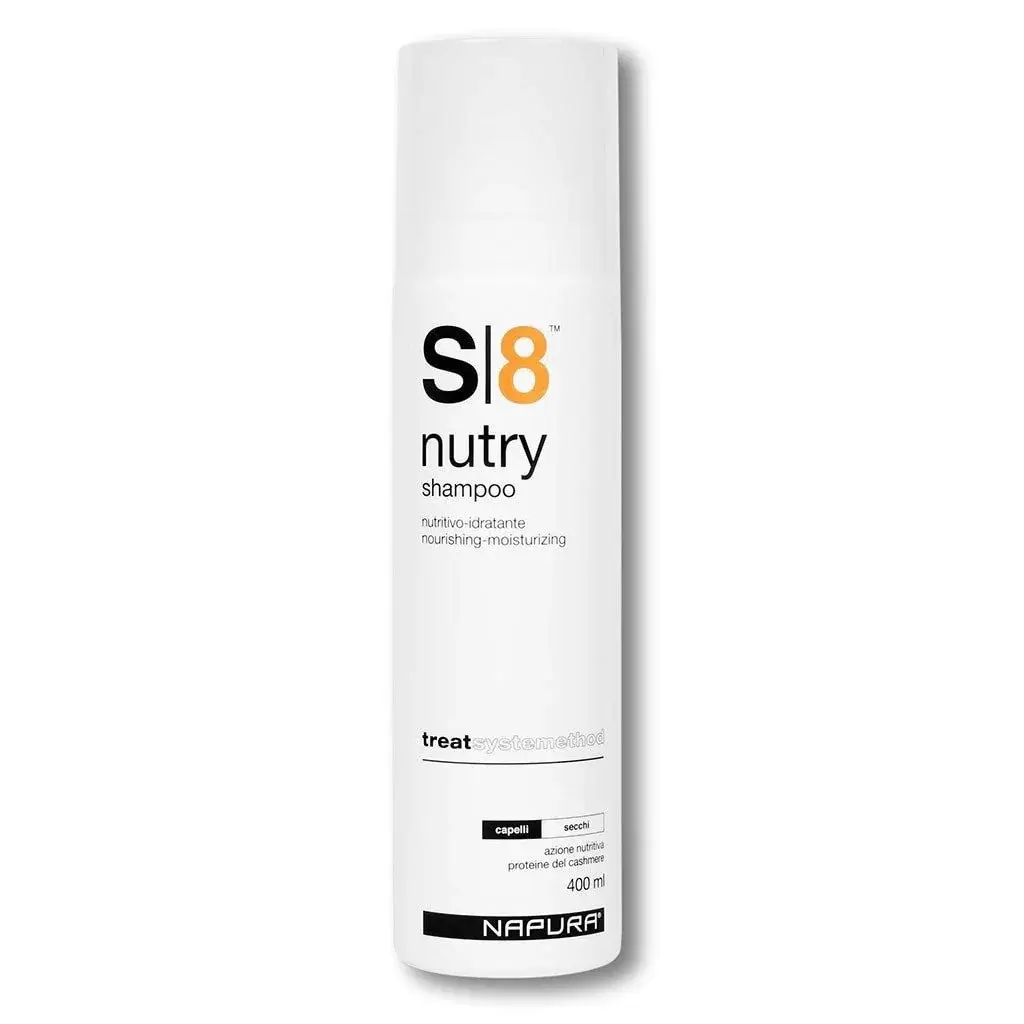 S|8™
nutry
shampoo
nutritivo-idratante
nourishing-moisturizing
treatsystemethod
capelli secchi
azione nutritiva
proteine del cashmere
400 ml
NAPURA®